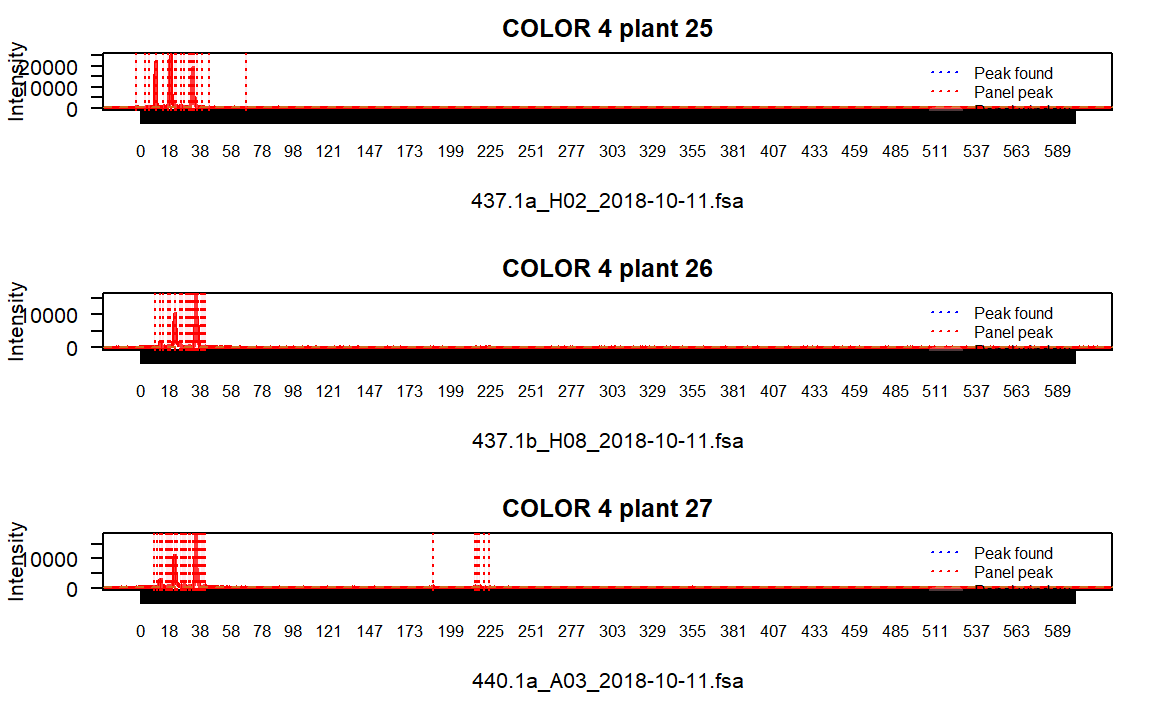 COLOR 4 plant 25
Intensity
20000
10000
0
Peak found
Panel peak
0 18 38 58 78 98 121 147 173 199 225 251 277 303 329 355 381 407 433 459 485 511 537 563 589
437.1a_H02_2018-10-11.fsa
COLOR 4 plant 26
Intensity
10000
0
Peak found
Panel peak
0 18 38 58 78 98 121 147 173 199 225 251 277 303 329 355 381 407 433 459 485 511 537 563 589
437.1b_H08_2018-10-11.fsa
COLOR 4 plant 27
Intensity
10000
0
Peak found
Panel peak
0 18 38 58 78 98 121 147 173 199 225 251 277 303 329 355 381 407 433 459 485 511 537 563 589
440.1a_A03_2018-10-11.fsa